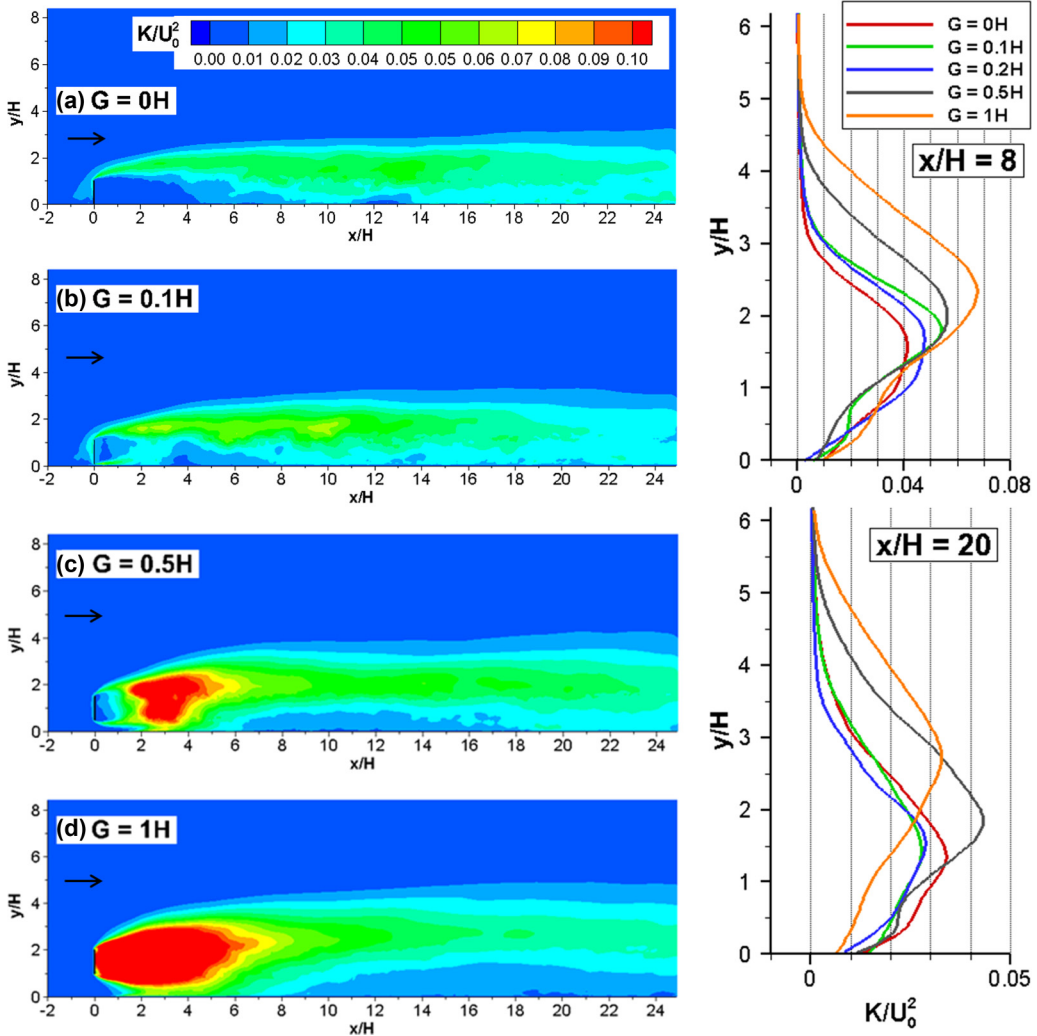 8
K/U₀²
0.00 0.01 0.02 0.03 0.04 0.05 0.05 0.06 0.07 0.08 0.09 0.10
6
y/H
(a) G = 0H
4
2
0
-2 0 2 4 6 8 10 12 14 16 18 20 22 24
x/H
8
(b) G = 0.1H
6
y/H
4
2
0
-2 0 2 4 6 8 10 12 14 16 18 20 22 24
x/H
8
(c) G = 0.5H
6
y/H
4
2
0
-2 0 2 4 6 8 10 12 14 16 18 20 22 24
x/H
8
(d) G = 1H
6
y/H
4
2
0
-2 0 2 4 6 8 10 12 14 16 18 20 22 24
x/H
G = 0H
G = 0.1H
G = 0.2H
G = 0.5H
G = 1H
x/H = 8
6
5
4
y/H
3
2
1
0
0 0.04 0.08
x/H = 20
6
5
4
y/H
3
2
1
0
0 0.05
K/U₀²